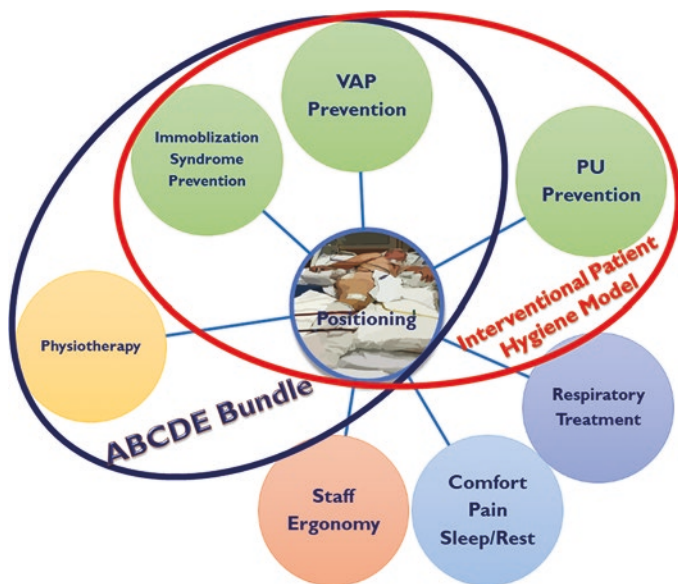 VAP
Prevention
Immoblization
Syndrome
Prevention
PU
Prevention
Positioning
Interventional Patient
Hygiene Model
Physiotherapy
ABCDE Bundle
Respiratory
Treatment
Staff
Ergonomy
Comfort
Pain
Sleep/Rest